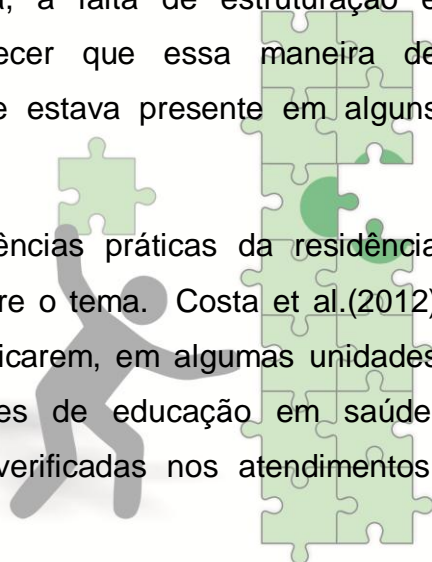 a falta de estruturação e
ecer que essa maneira de
e estava presente em alguns
ências práticas da residência
re o tema. Costa et al.(2012)
icarem, em algumas unidades
es de educação em saúde
verificadas nos atendimentos